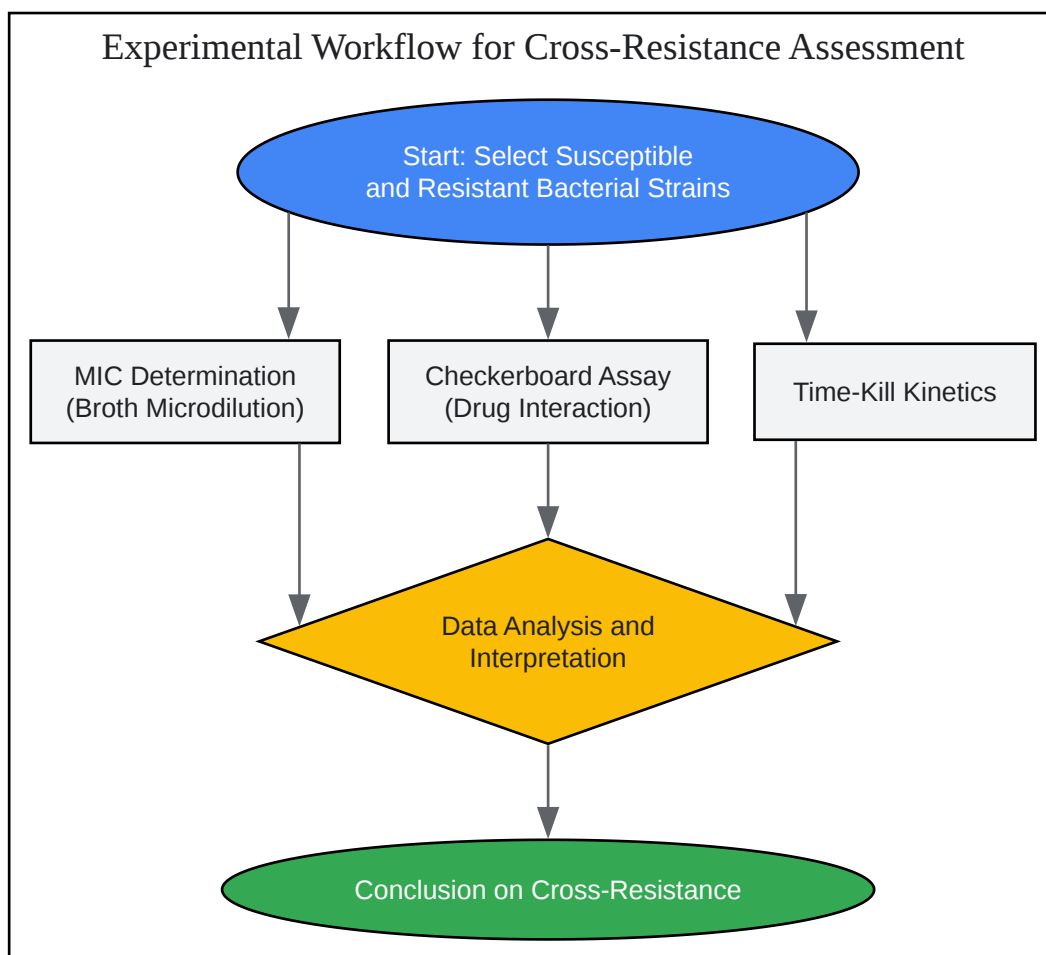 Experimental Workflow for Cross-Resistance Assessment
Start: Select Susceptible
and Resistant Bacterial Strains
MIC Determination
(Broth Microdilution)
Checkerboard Assay
(Drug Interaction)
Time-Kill Kinetics
Data Analysis and
Interpretation
Conclusion on Cross-Resistance